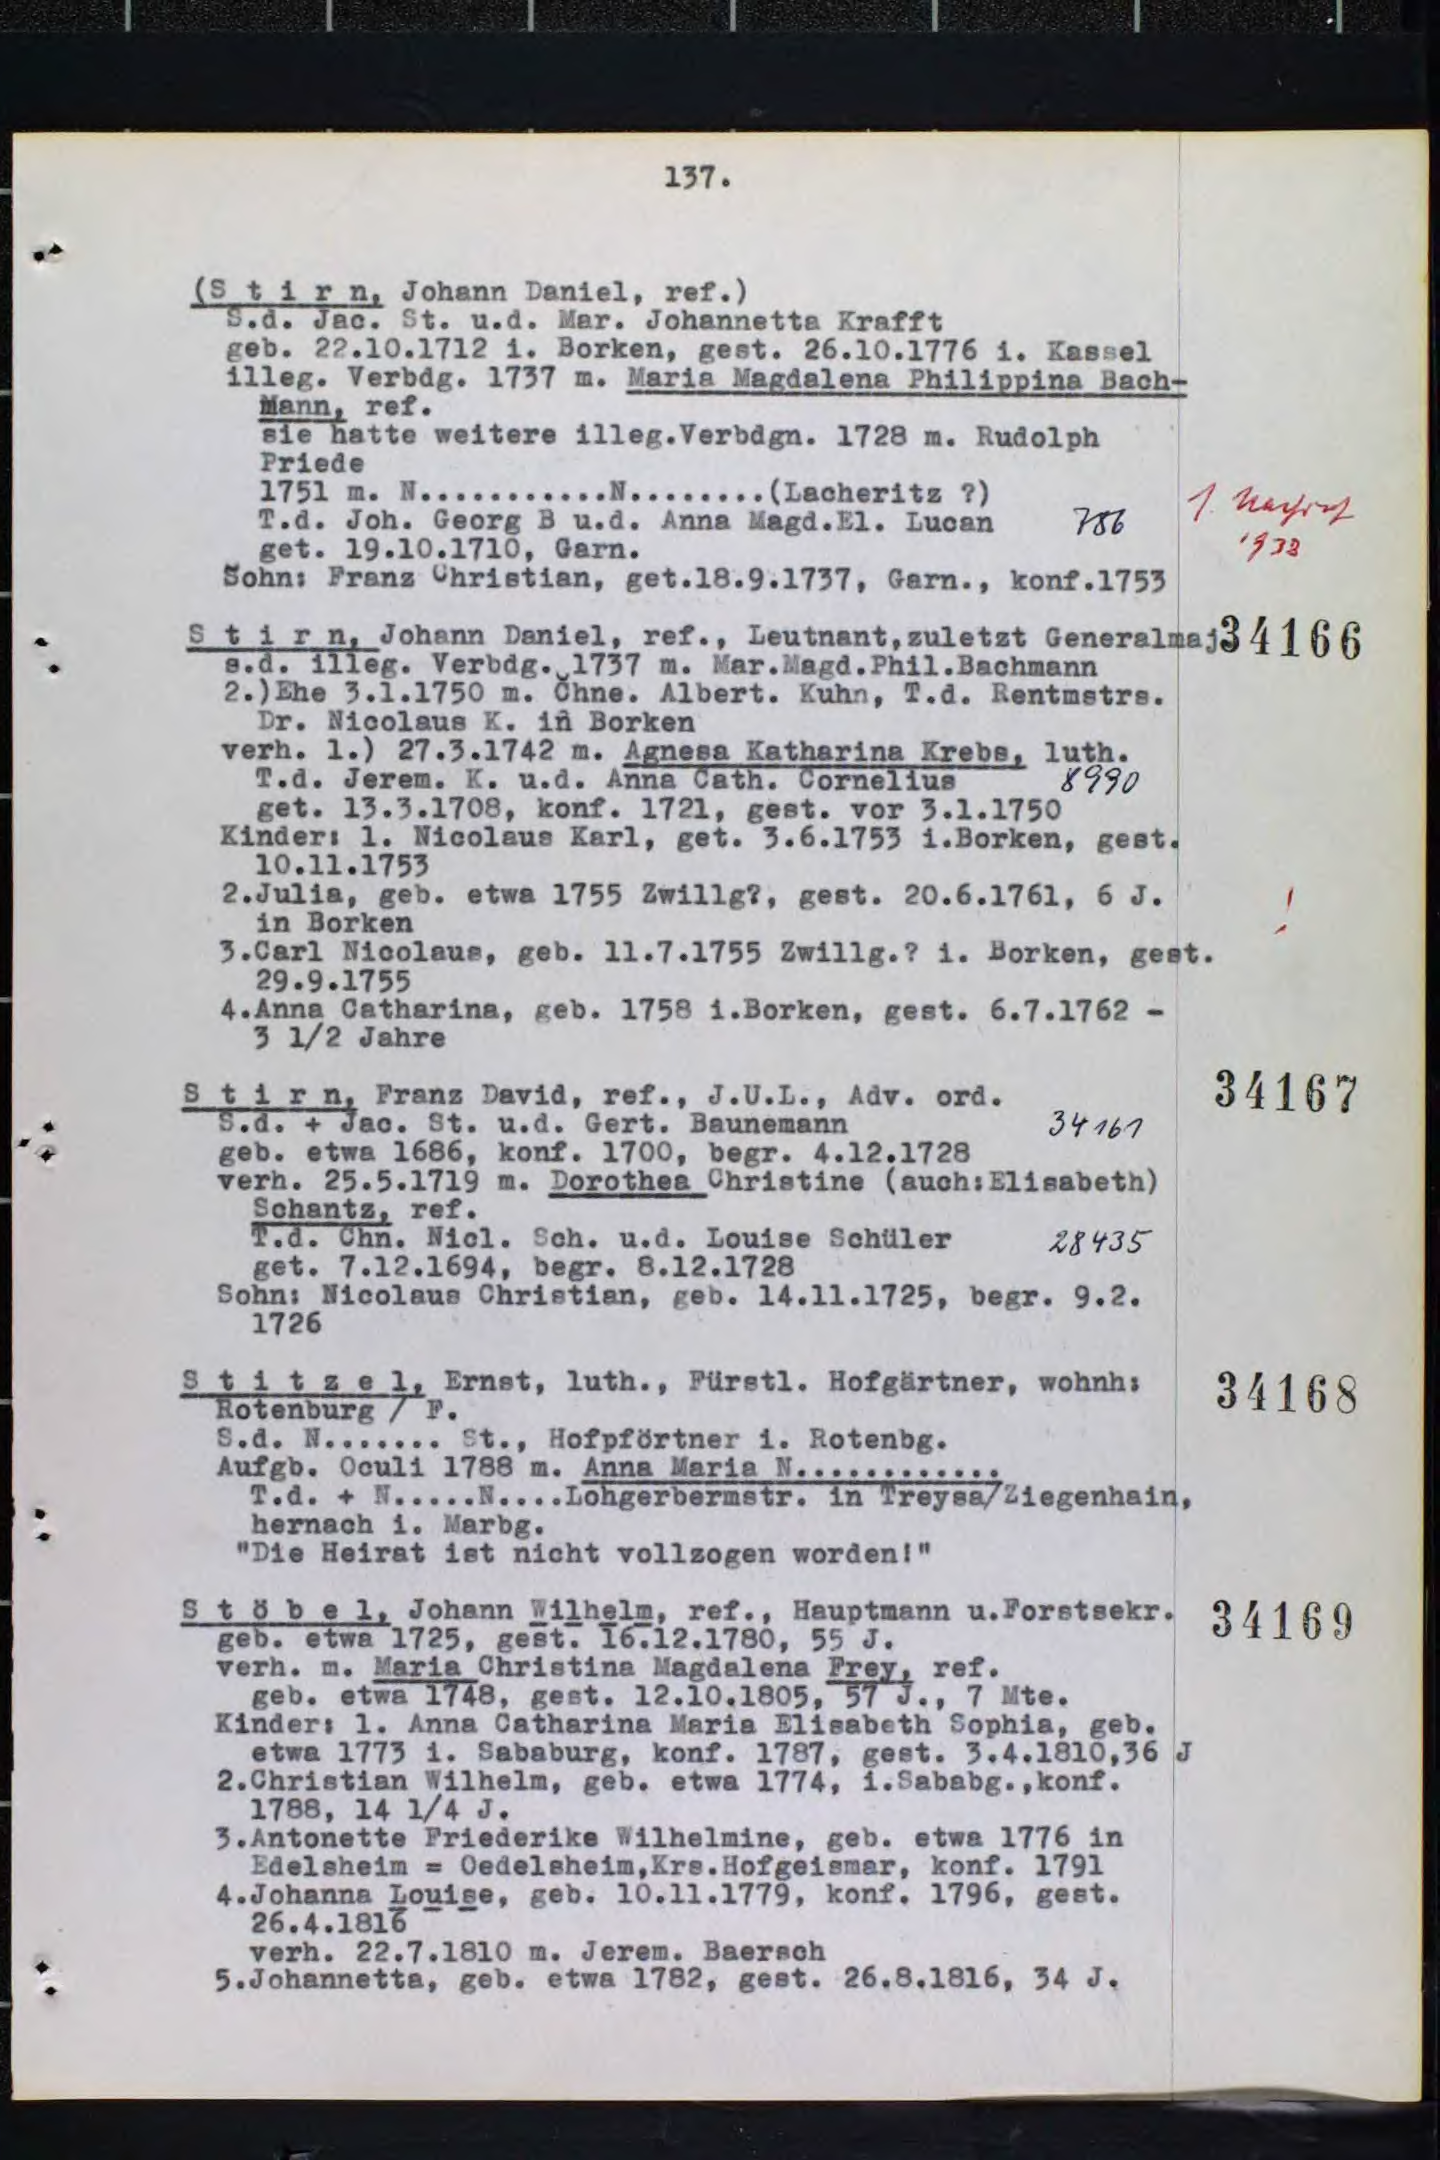 137.
(S t i r n, Johann Daniel, ref.)
S.d. Jac. St. u.d. Mar. Johannetta Krafft
geb. 22.10.1712 i. Borken, gest. 26.10.1776 i. Kassel
illeg. Verbdg. 1737 m. Maria Magdalena Philippina Bach-
Mann, ref.
sie hatte weitere illeg.Verbdgn. 1728 m. Rudolph
Priede
1751 m. N...........N........(Lacheritz ?)
T.d. Joh. Georg B u.d. Anna Magd.El. Lucan 786
get. 19.10.1710, Garn. 1938
Sohn: Franz Christian, get.18.9.1737, Garn., konf.1753
S t i r n, Johann Daniel, ref., Leutnant,zuletzt Generalmaj 34166
s.d. illeg. Verbdg. 1737 m. Mar.Magd.Phil.Bachmann
2.)Ehe 3.1.1750 m. Chne. Albert. Kuhn, T.d. Rentmstrs.
Dr. Nicolaus K. in Borken
verh. 1.) 27.3.1742 m. Agnesa Katharina Krebs, luth.
T.d. Jerem. K. u.d. Anna Cath. Cornelius 8990
get. 13.3.1708, konf. 1721, gest. vor 3.1.1750
Kinder: 1. Nicolaus Karl, get. 3.6.1753 i.Borken, gest.
10.11.1753
2.Julia, geb. etwa 1755 Zwillg?, gest. 20.6.1761, 6 J. !
in Borken
3.Carl Nicolaus, geb. 11.7.1755 Zwillg.? i. Borken, gest.
29.9.1755
4.Anna Catharina, geb. 1758 i.Borken, gest. 6.7.1762 -
3 1/2 Jahre
S t i r n, Franz David, ref., J.U.L., Adv. ord. 34167
S.d. + Jac. St. u.d. Gert. Baunemann 34161
geb. etwa 1686, konf. 1700, begr. 4.12.1728
verh. 25.5.1719 m. Dorothea Christine (auch:Elisabeth)
Schantz, ref.
T.d. Chn. Nicl. Sch. u.d. Louise Schüler 28435
get. 7.12.1694, begr. 8.12.1728
Sohn: Nicolaus Christian, geb. 14.11.1725, begr. 9.2.
1726
S t i t z e l, Ernst, luth., Fürstl. Hofgärtner, wohnh: 34168
Rotenburg / F.
S.d. N....... St., Hofpförtner i. Rotenbg.
Aufgb. Oculi 1788 m. Anna Maria N............
T.d. + N.....N....Lohgerbermstr. in Treysa/Ziegenhain,
hernach i. Marbg.
"Die Heirat ist nicht vollzogen worden!"
S t ö b e l, Johann Wilhelm, ref., Hauptmann u.Forstsekr. 34169
geb. etwa 1725, gest. 16.12.1780, 55 J.
verh. m. Maria Christina Magdalena Frey, ref.
geb. etwa 1748, gest. 12.10.1805, 57 J., 7 Mte.
Kinder: 1. Anna Catharina Maria Elisabeth Sophia, geb.
etwa 1773 i. Sababurg, konf. 1787, gest. 3.4.1810,36 J
2.Christian Wilhelm, geb. etwa 1774, i.Sababg.,konf.
1788, 14 1/4 J.
3.Antonette Friederike Wilhelmine, geb. etwa 1776 in
Edelsheim = Oedelsheim,Krs.Hofgeismar, konf. 1791
4.Johanna Louise, geb. 10.11.1779, konf. 1796, gest.
26.4.1816
verh. 22.7.1810 m. Jerem. Baersch
5.Johannetta, geb. etwa 1782, gest. 26.8.1816, 34 J.